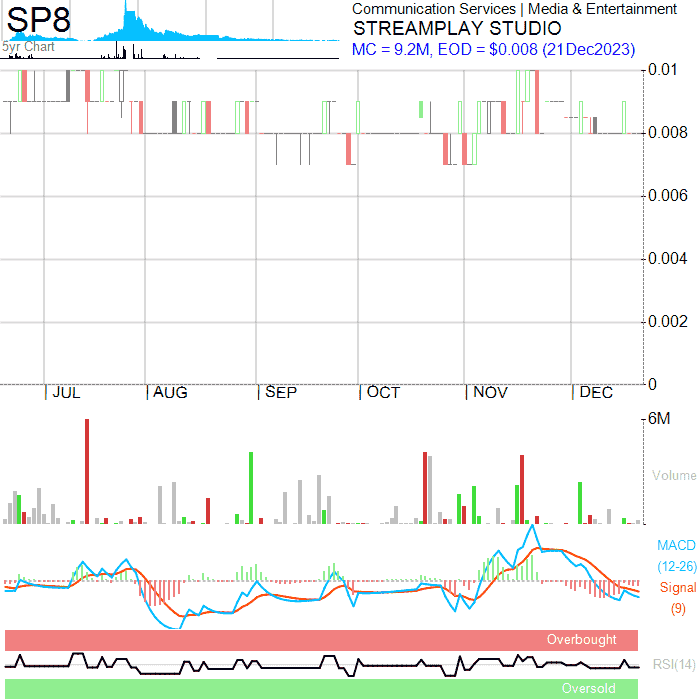 SP8
5yr Chart
Communication Services | Media & Entertainment
STREAMPLAY STUDIO
MC = 9.2M, EOD = $0.008 (21Dec2023)
0.01
0.008
0.006
0.004
0.002
0
| JUL | AUG | SEP | OCT | NOV | DEC
6M
Volume
MACD
(12-26)
Signal
(9)
Overbought
RSI(14)
Oversold